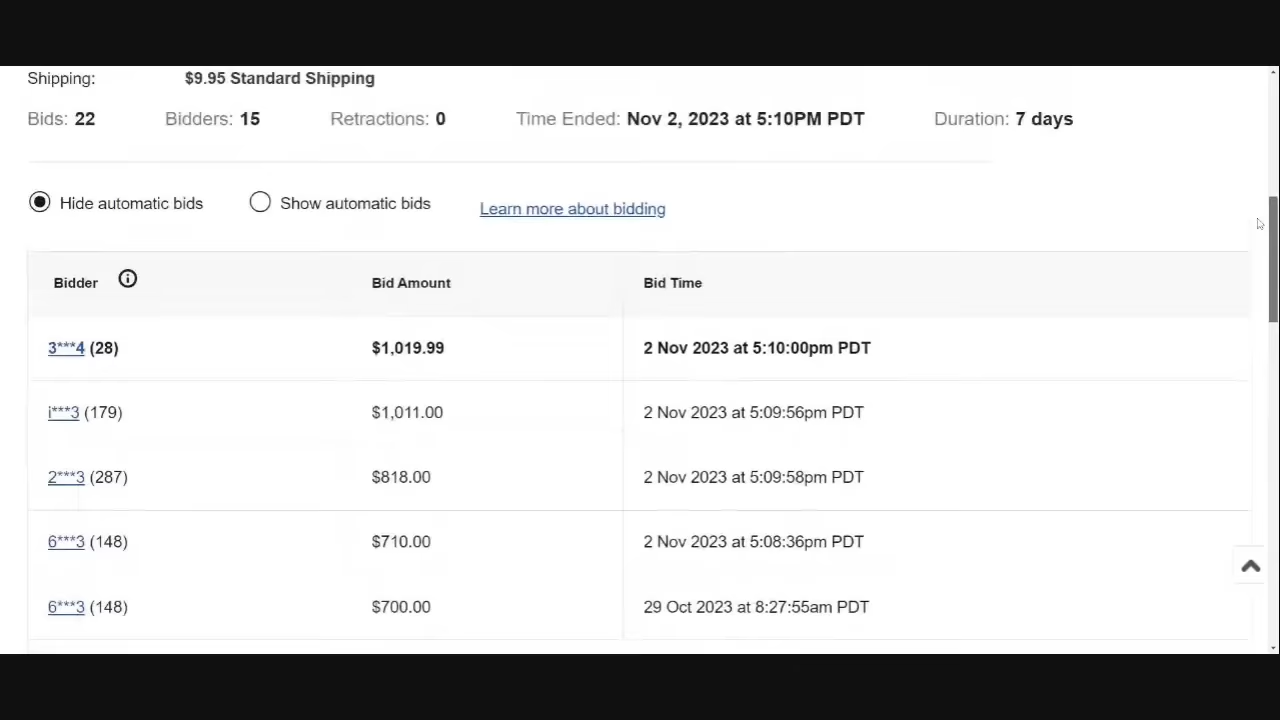 Shipping: $9.95 Standard Shipping
Bids: 22 Bidders: 15 Retractions: 0 Time Ended: Nov 2, 2023 at 5:10PM PDT Duration: 7 days
Hide automatic bids Show automatic bids Learn more about bidding
Bidder Bid Amount Bid Time
3***4 (28) $1,019.99 2 Nov 2023 at 5:10:00pm PDT
i***3 (179) $1,011.00 2 Nov 2023 at 5:09:56pm PDT
2***3 (287) $818.00 2 Nov 2023 at 5:09:58pm PDT
6***3 (148) $710.00 2 Nov 2023 at 5:08:36pm PDT
6***3 (148) $700.00 29 Oct 2023 at 8:27:55am PDT